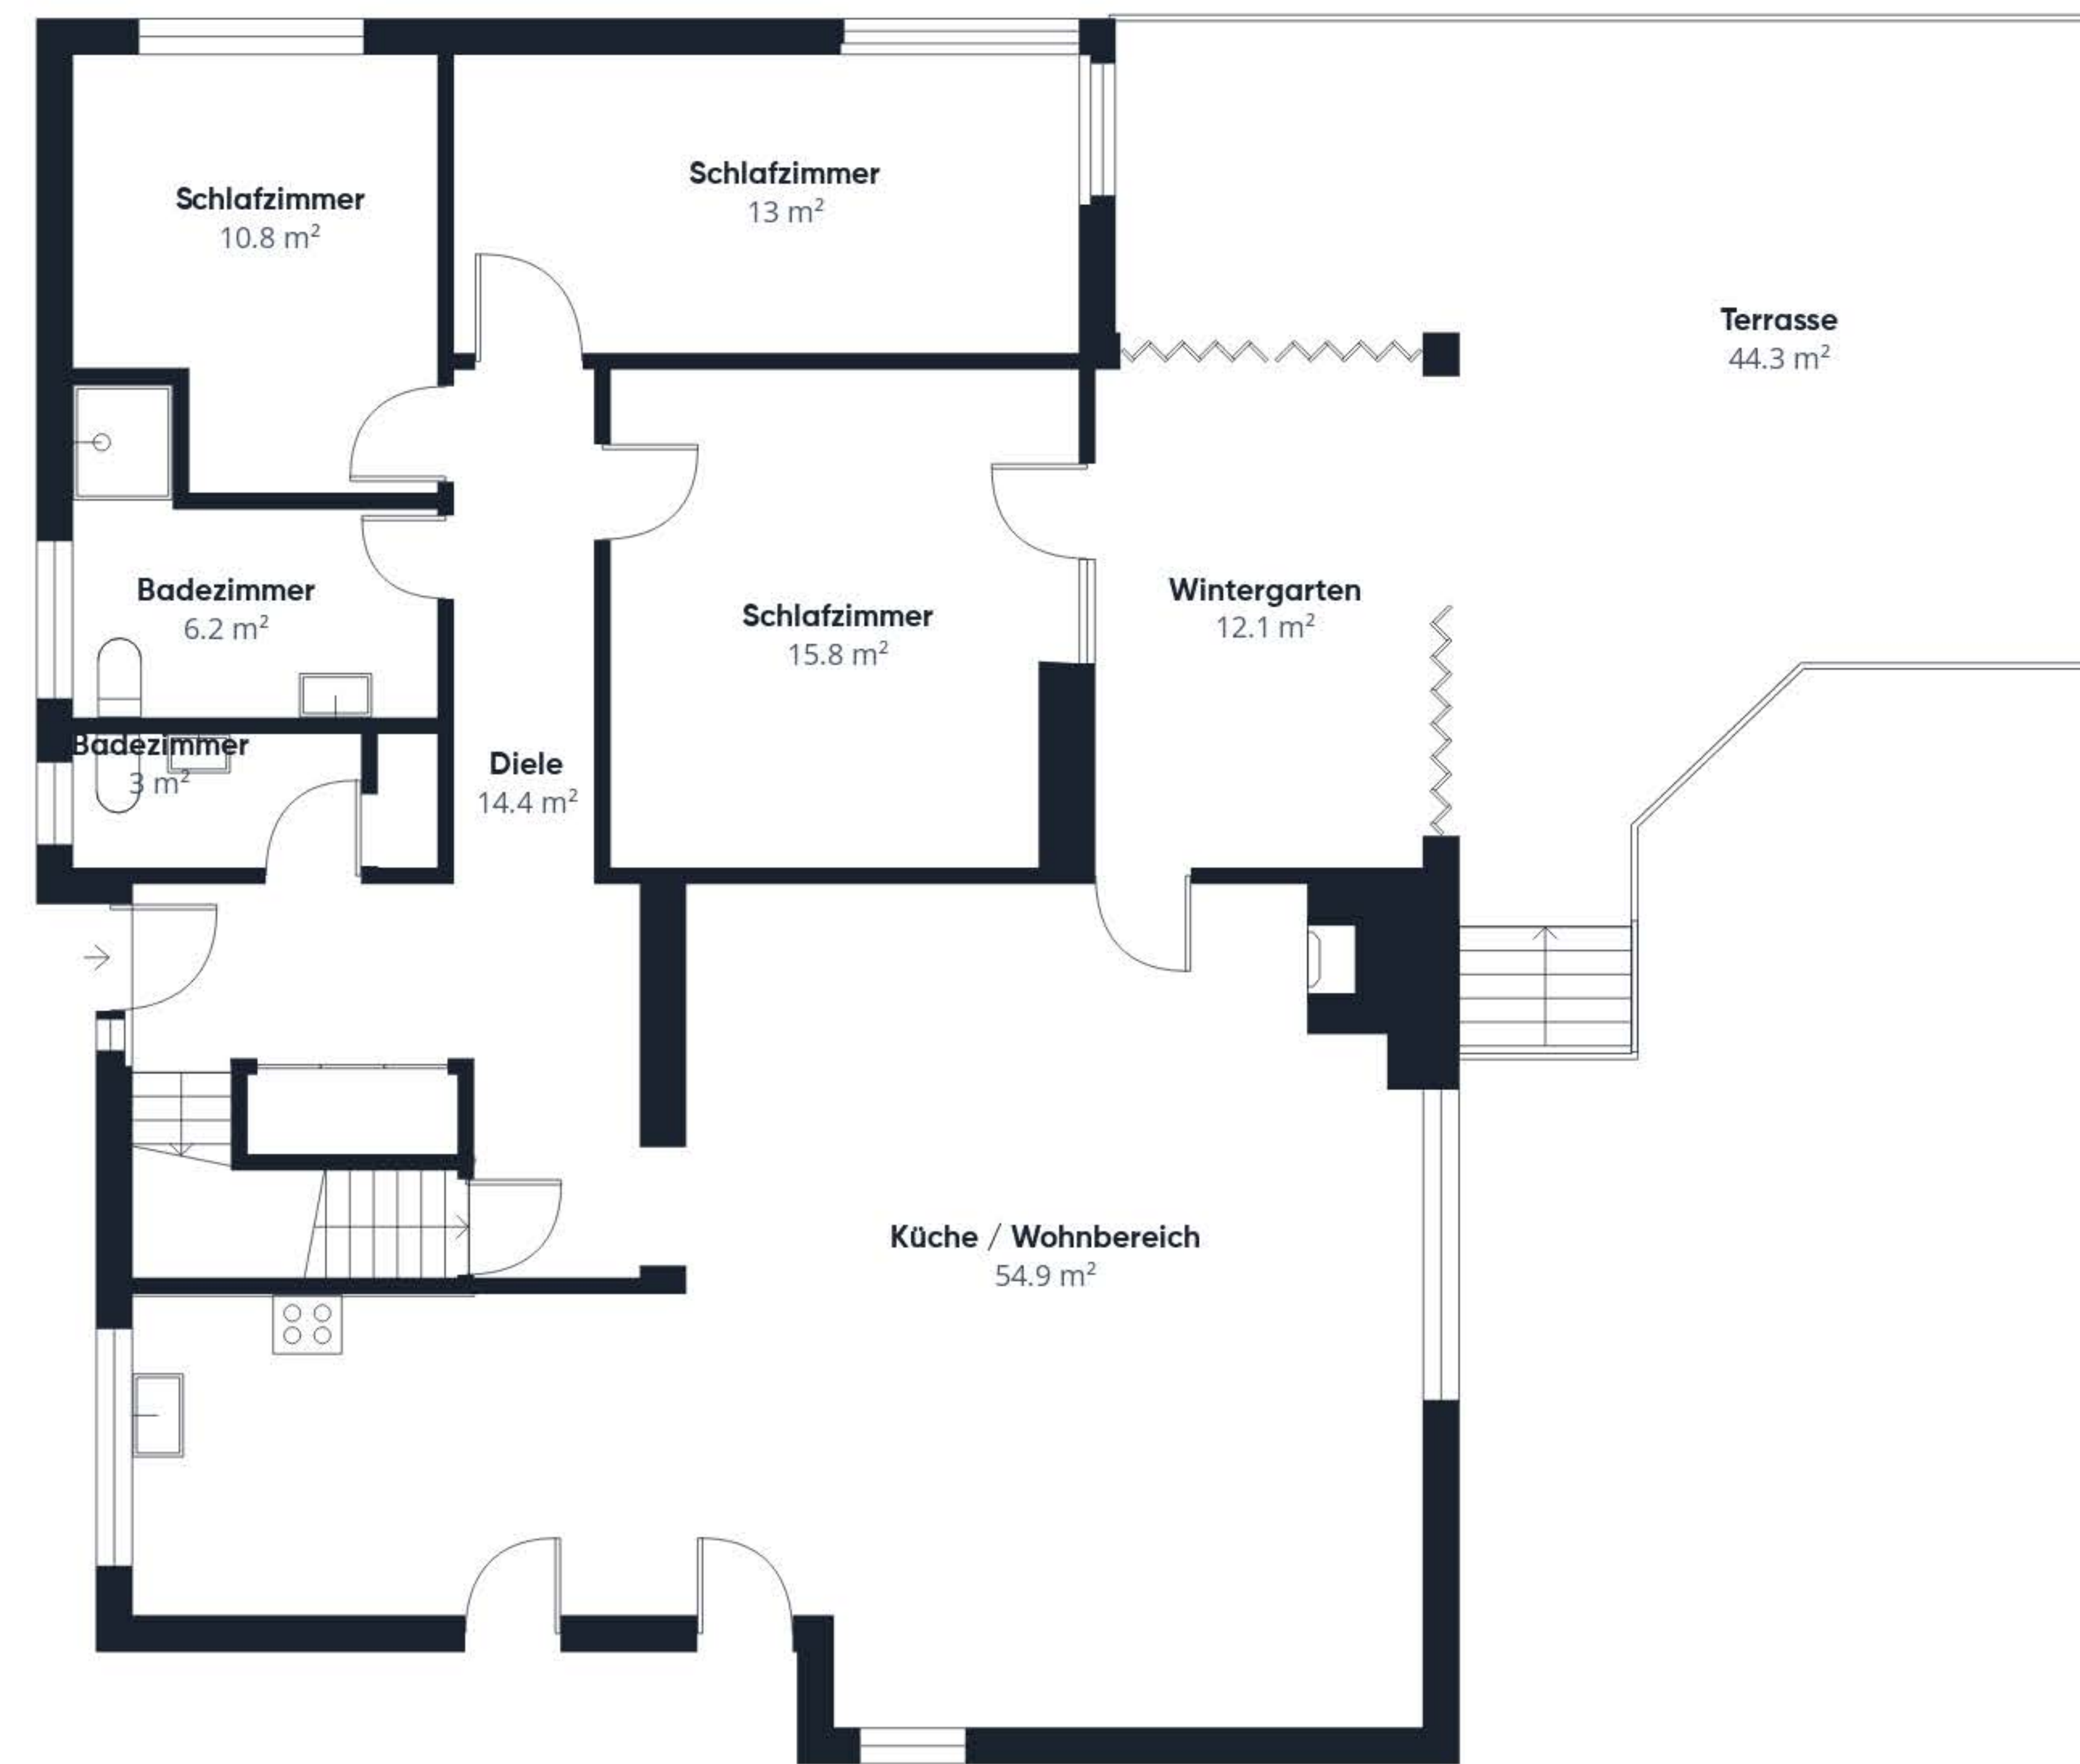 Schlafzimmer
10.8 m²
Schlafzimmer
13 m²
Terrasse
44.3 m²
Badezimmer
6.2 m²
Schlafzimmer
15.8 m²
Wintergarten
12.1 m²
Badezimmer
3 m²
Diele
14.4 m²
Küche / Wohnbereich
54.9 m²